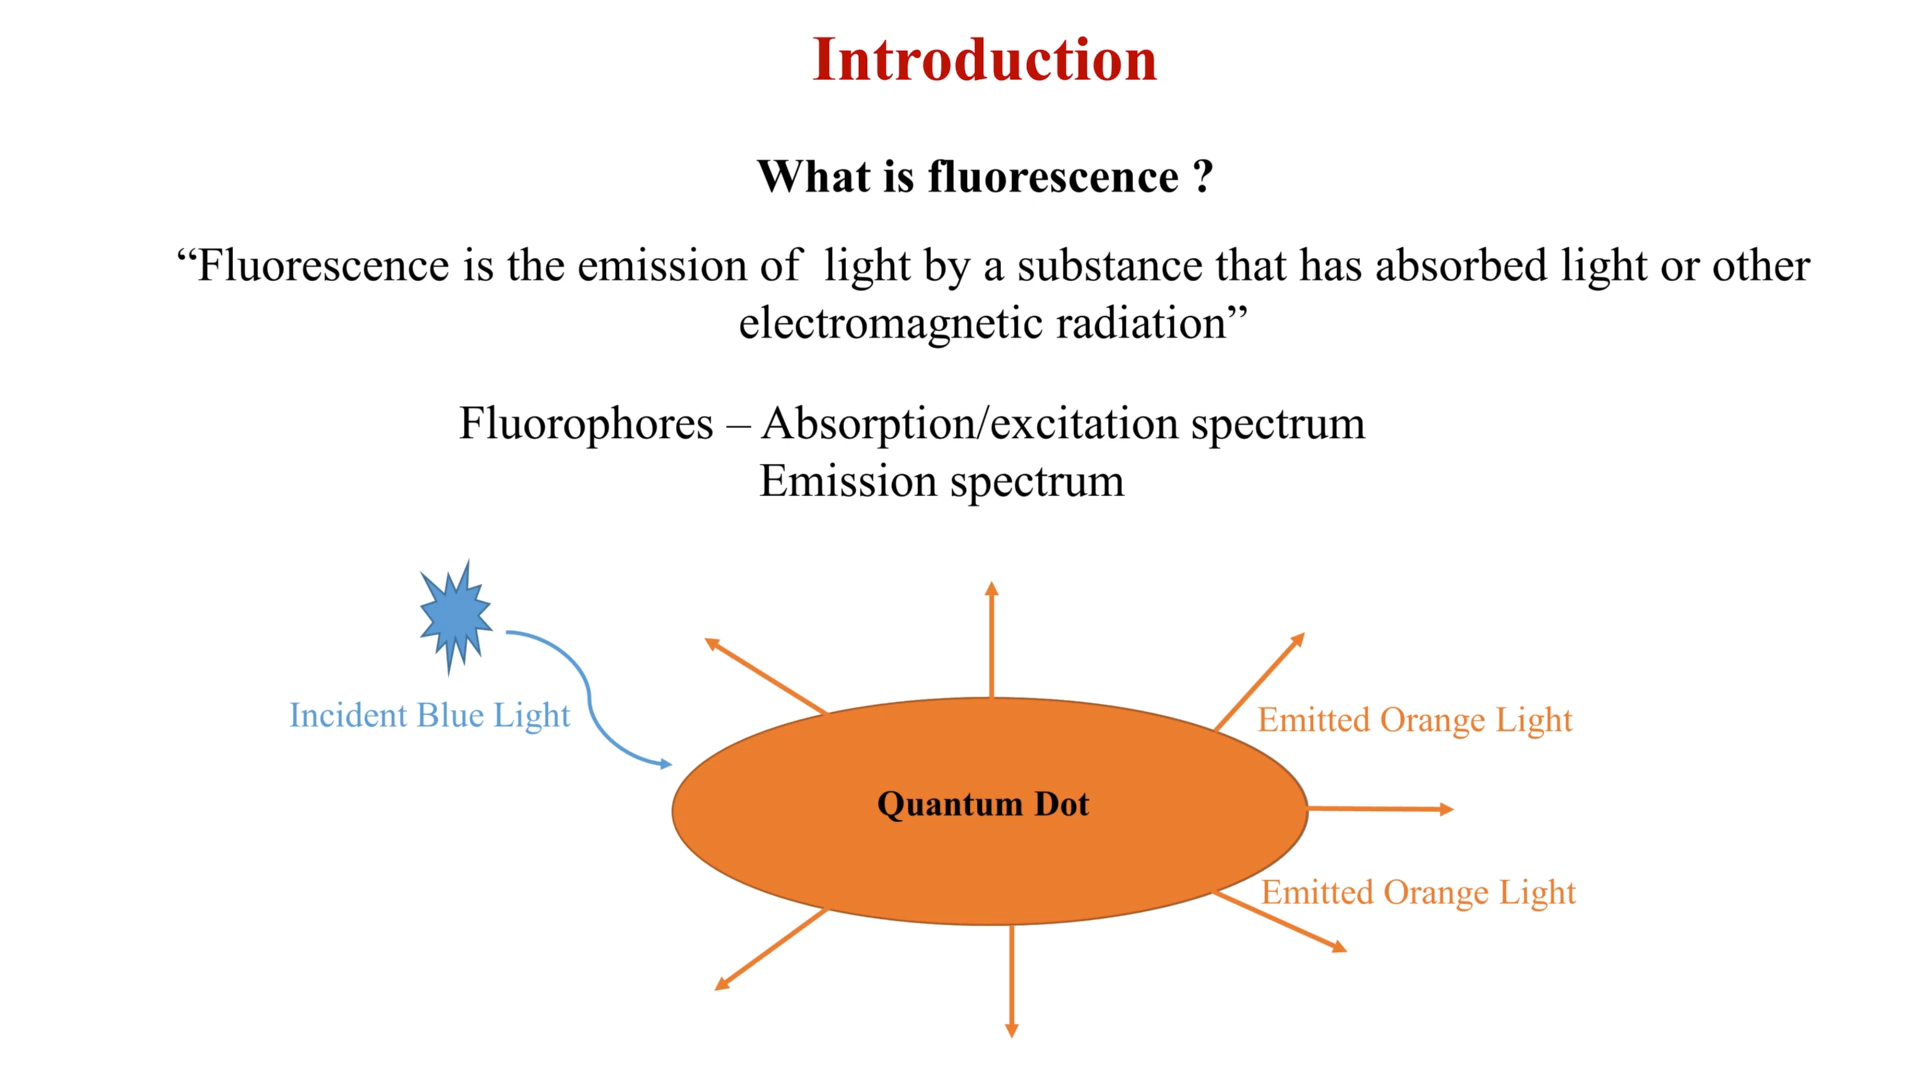 Introduction
What is fluorescence ?
“Fluorescence is the emission of  light by a substance that has absorbed light or other
electromagnetic radiation”
Fluorophores – Absorption/excitation spectrum
Emission spectrum
Incident Blue Light
Emitted Orange Light
Quantum Dot
Emitted Orange Light